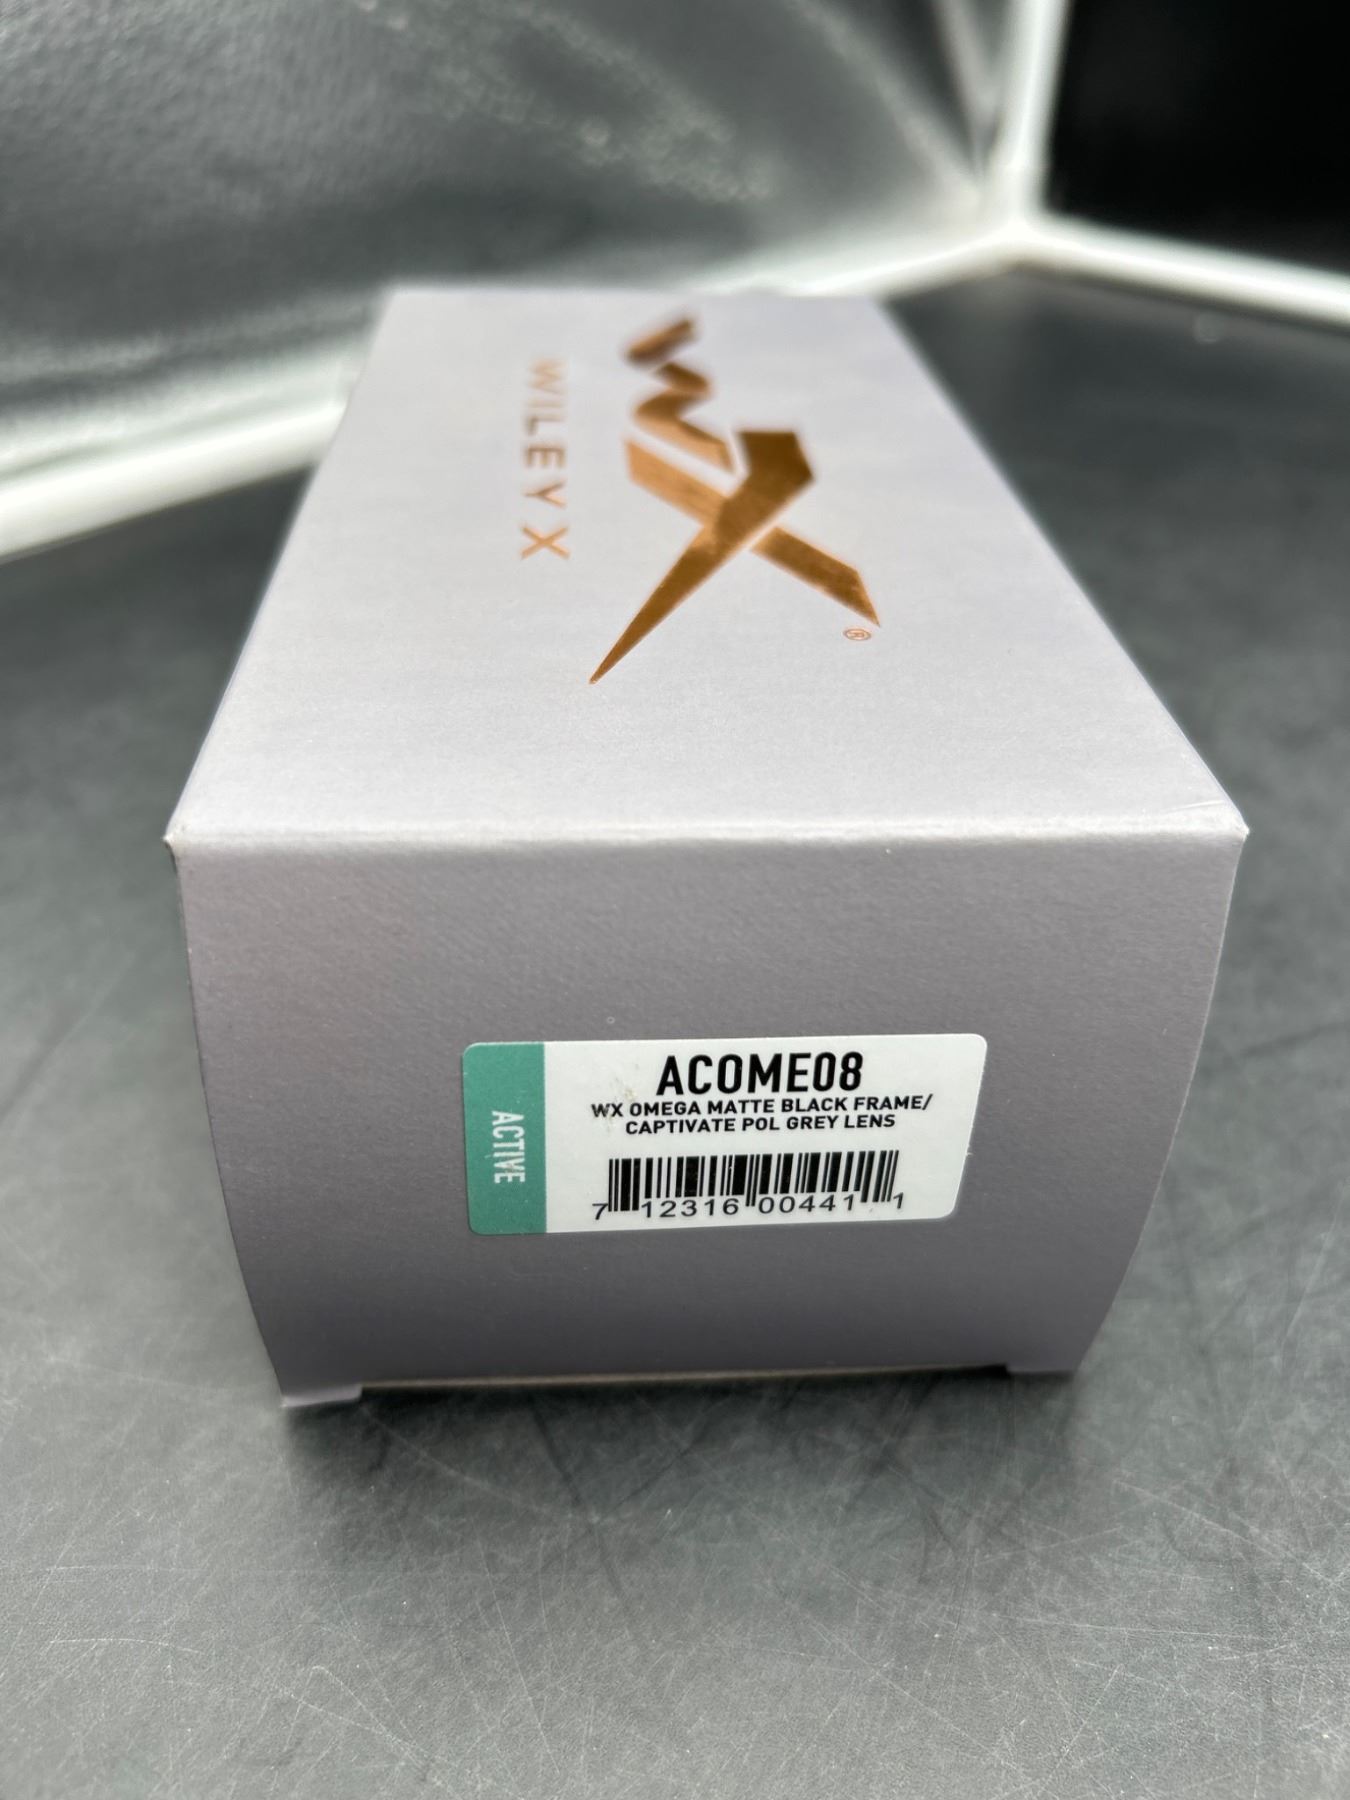 WX
®
WILEY X
ACTIVE
ACOME08
WX OMEGA MATTE BLACK FRAME/
CAPTIVATE POL GREY LENS
7 12316 00441 1